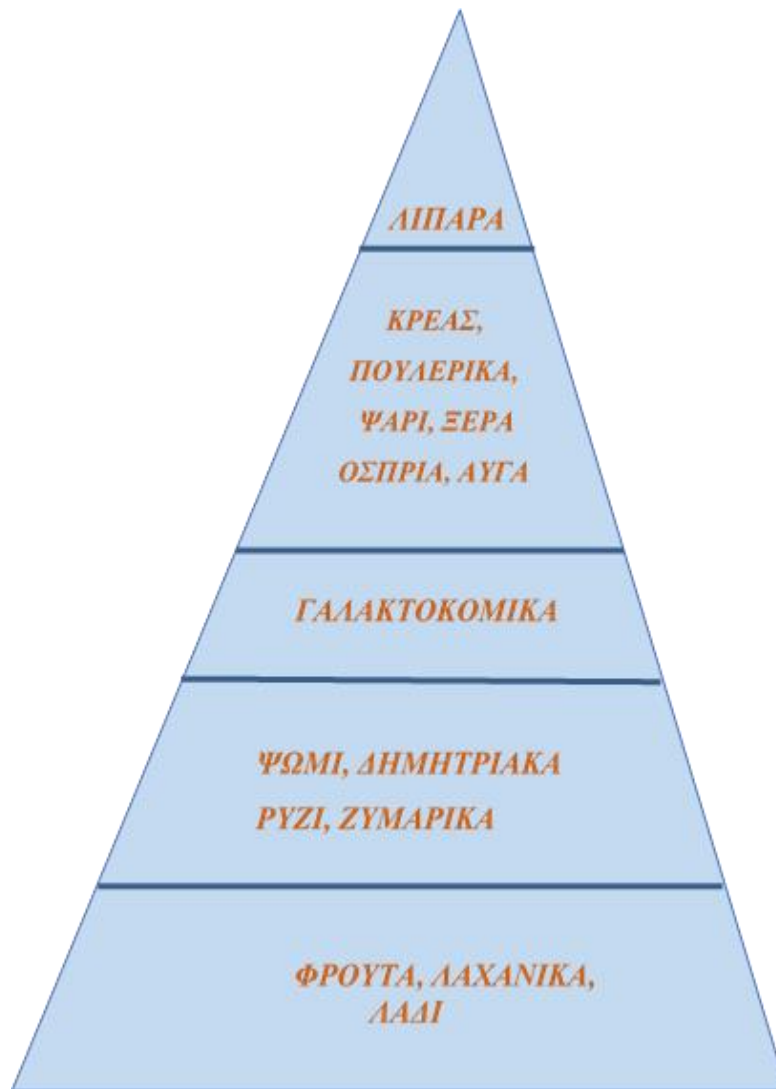 ΛΙΠΑΡΑ
ΚΡΕΑΣ,
ΠΟΥΛΕΡΙΚΑ,
ΨΑΡΙ, ΞΕΡΑ
ΟΣΠΡΙΑ, ΑΥΓΑ
ΓΑΛΑΚΤΟΚΟΜΙΚΑ
ΨΩΜΙ, ΔΗΜΗΤΡΙΑΚΑ
ΡΥΖΙ, ΖΥΜΑΡΙΚΑ
ΦΡΟΥΤΑ, ΛΑΧΑΝΙΚΑ,
ΛΑΔΙ